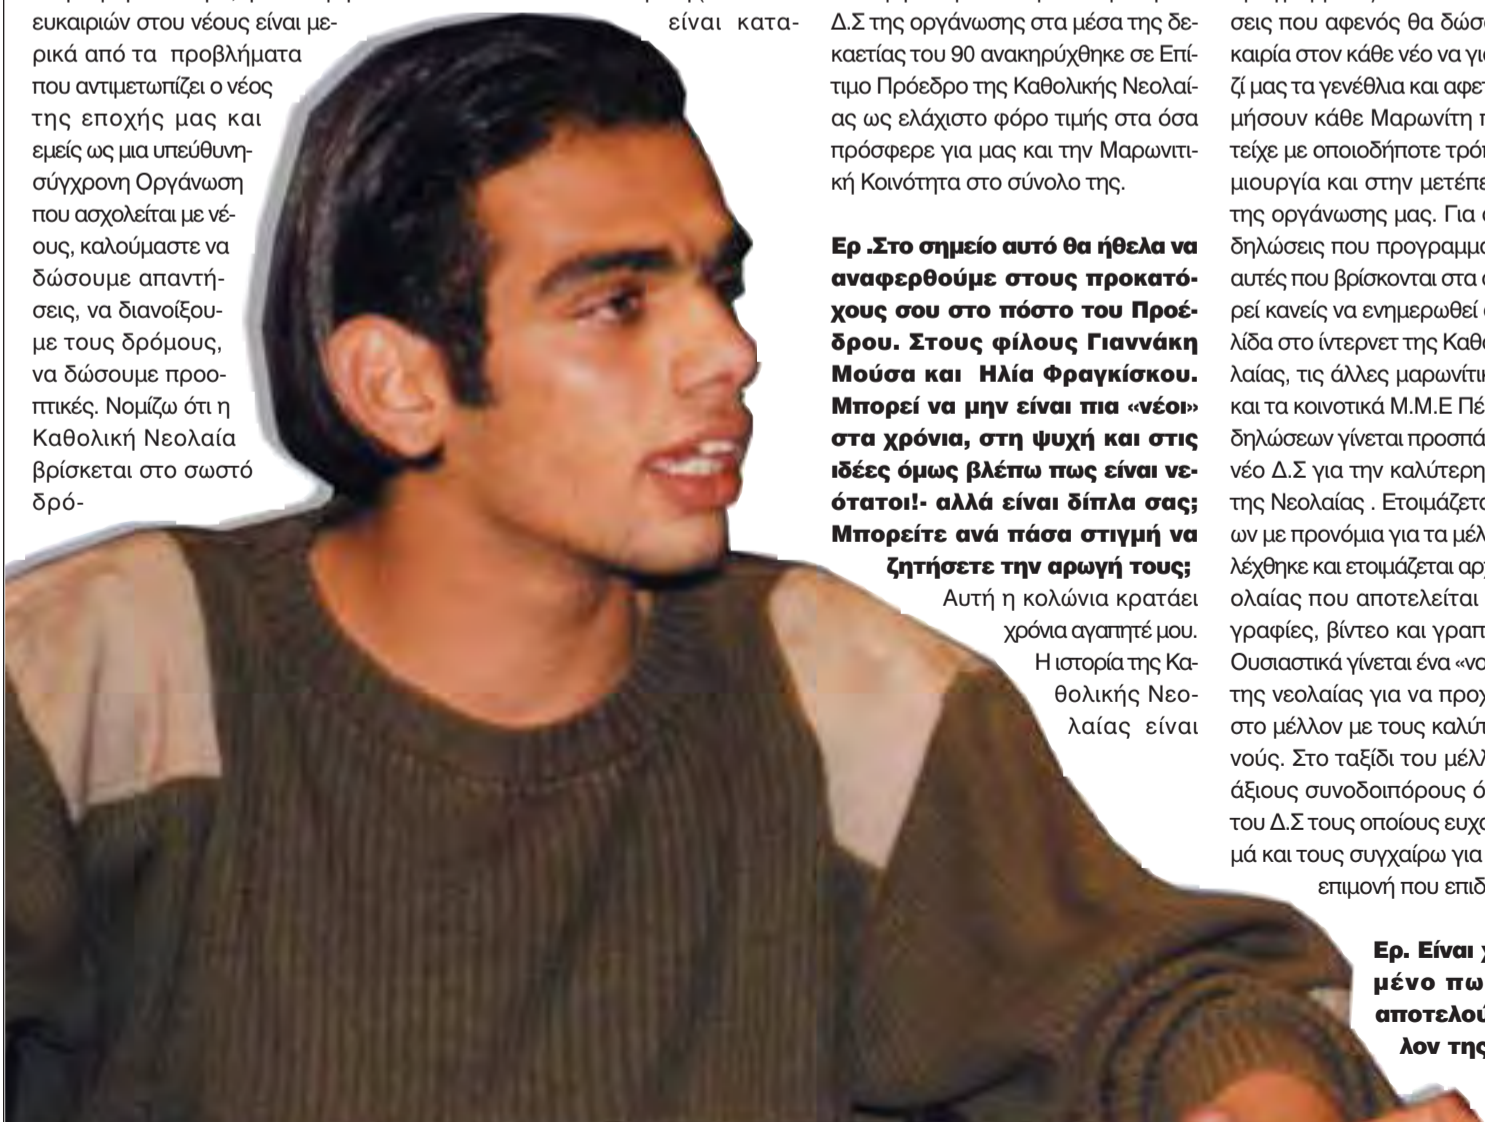 ευκαιριών στου νέους είναι με-
ρικά από τα προβλήματα
που αντιμετωπίζει ο νέος
της εποχής μας και
εμείς ως μια υπεύθυνη-
σύγχρονη Οργάνωση
που ασχολείται με νέ-
ους, καλούμαστε να
δώσουμε απαντή-
σεις, να διανοίξου-
με τους δρόμους,
να δώσουμε προο-
πτικές. Νομίζω ότι η
Καθολική Νεολαία
βρίσκεται στο σωστό
δρό-
είναι κατα-
Δ.Σ της οργάνωσης στα μέσα της δε-
καετίας του 90 ανακηρύχθηκε σε Επί-
τιμο Πρόεδρο της Καθολικής Νεολαί-
ας ως ελάχιστο φόρο τιμής στα όσα
πρόσφερε για μας και την Μαρωνιτι-
κή Κοινότητα στο σύνολο της.
Ερ .Στο σημείο αυτό θα ήθελα να
αναφερθούμε στους προκατό-
χους σου στο πόστο του Προέ-
δρου. Στους φίλους Γιαννάκη
Μούσα και Ηλία Φραγκίσκου.
Μπορεί να μην είναι πια «νέοι»
στα χρόνια, στη ψυχή και στις
ιδέες όμως βλέπω πως είναι νε-
ότατοι!- αλλά είναι δίπλα σας;
Μπορείτε ανά πάσα στιγμή να
ζητήσετε την αρωγή τους;
Αυτή η κολώνια κρατάει
χρόνια αγαπητέ μου.
Η ιστορία της Κα-
θολικής Νεο-
λαίας είναι
σεις που αφενός θα δώσ
καιρία στον κάθε νέο να γι
ζί μας τα γενέθλια και αφε
μήσουν κάθε Μαρωνίτη
τείχε με οποιοδήποτε τρό
μιουργία και στην μετέπε
της οργάνωσης μας. Για
δηλώσεις που προγραμμ
αυτές που βρίσκονται στα
ρεί κανείς να ενημερωθεί
λίδα στο ίντερνετ της Καθ
λαίας, τις άλλες μαρωνίτι
και τα κοινοτικά Μ.Μ.Ε Πέ
δηλώσεων γίνεται προσπά
νέο Δ.Σ για την καλύτερη
της Νεολαίας . Ετοιμάζετ
ων με προνόμια για τα μέλ
λέχθηκε και ετοιμάζεται αρ
ολαίας που αποτελείται
γραφίες, βίντεο και γραπ
Ουσιαστικά γίνεται ένα «νο
της νεολαίας για να προχ
στο μέλλον με τους καλύτ
νούς. Στο ταξίδι του μέλλ
άξιους συνοδοιπόρους ό
του Δ.Σ τους οποίους ευχ
μά και τους συγχαίρω για
επιμονή που επιδ
Ερ. Είναι
μένο πω
αποτελού
λον της